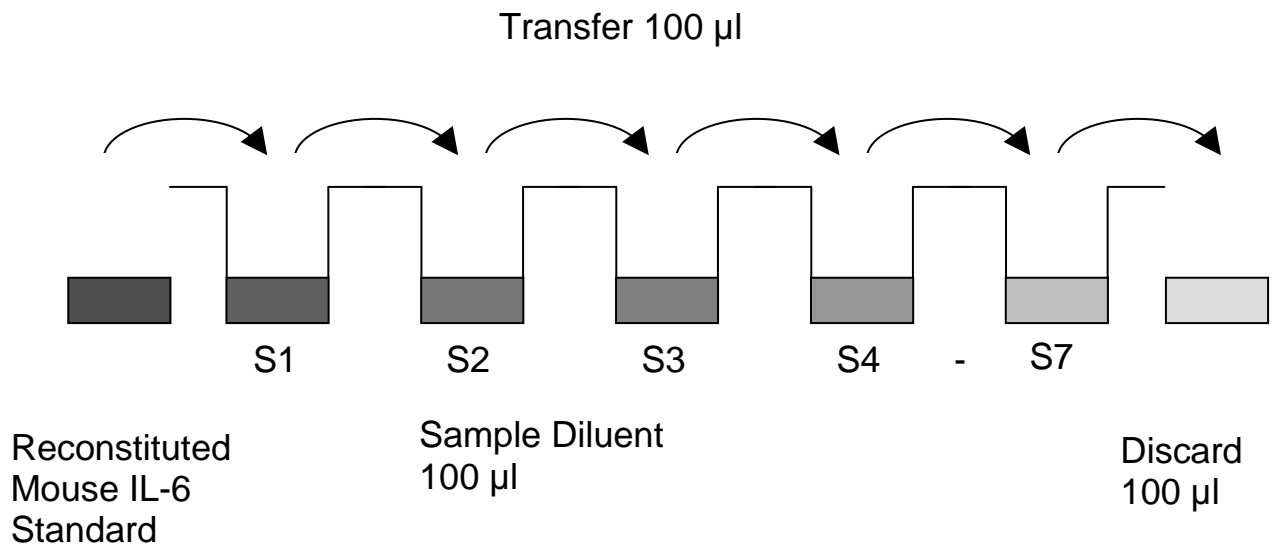 Transfer 100 µl
S1 S2 S3 S4 - S7
Reconstituted
Mouse IL-6
Standard
Sample Diluent
100 µl
Discard
100 µl